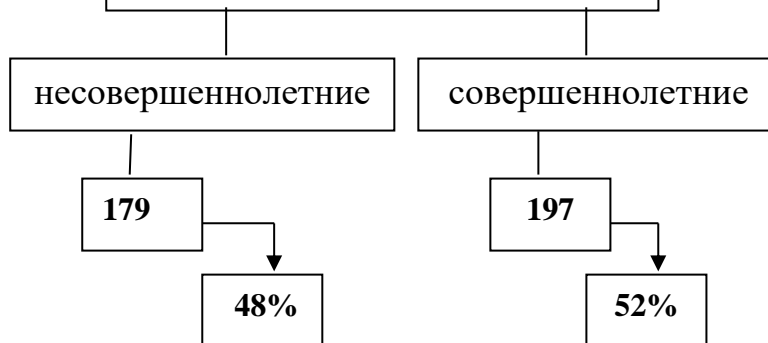 несовершеннолетние
совершеннолетние
179
197
48%
52%